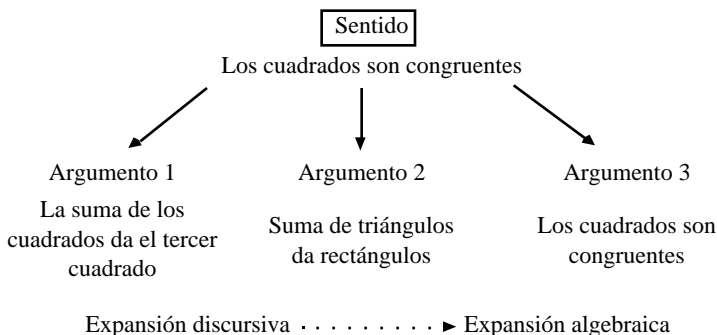 Sentido
Los cuadrados son congruentes
Argumento 1
La suma de los
cuadrados da el tercer
cuadrado
Argumento 2
Suma de triángulos
da rectángulos
Argumento 3
Los cuadrados son
congruentes
Expansión discursiva Expansión algebraica